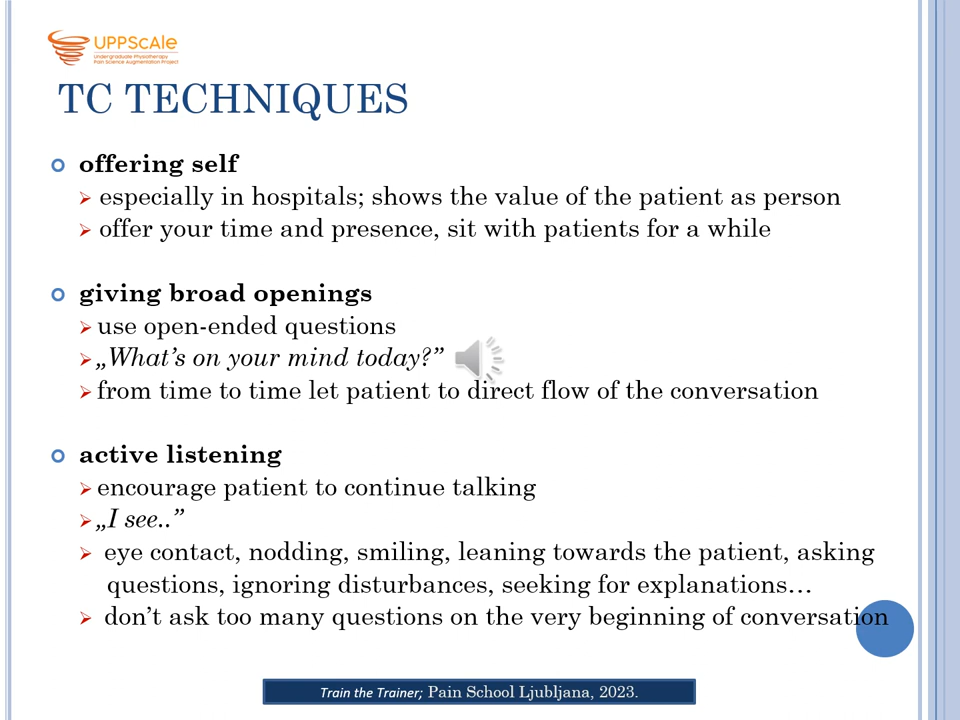 UPPScale
Undergraduate Physiotherapy
Pain Science Augmentation Project
TC TECHNIQUES
offering self
especially in hospitals; shows the value of the patient as person
offer your time and presence, sit with patients for a while
giving broad openings
use open-ended questions
„What’s on your mind today?”
from time to time let patient to direct flow of the conversation
active listening
encourage patient to continue talking
„I see..”
eye contact, nodding, smiling, leaning towards the patient, asking
questions, ignoring disturbances, seeking for explanations…
don’t ask too many questions on the very beginning of conversation
Train the Trainer; Pain School Ljubljana, 2023.